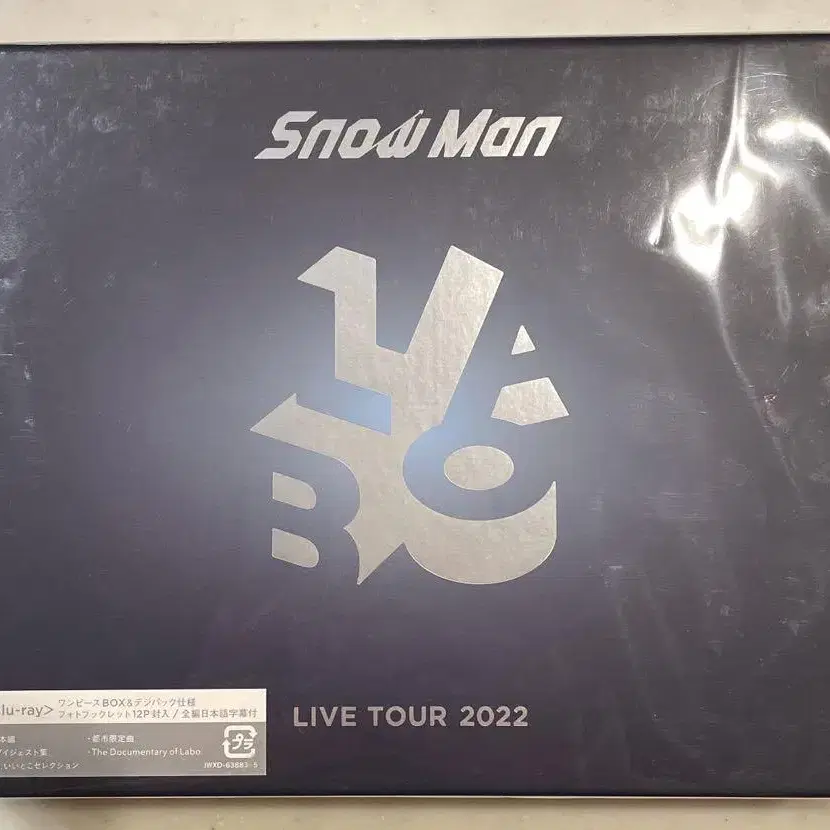 Snow Man
LABO
LIVE TOUR 2022
lu-ray> ワンピースBOX&デジパック仕様
フォトブックレット12P封入 / 全編日本語字幕付
本編
・都市限定曲
イジェスト集
・The Documentary of Labo.
いいとこセレクション
プラ
JWXD-63883~5